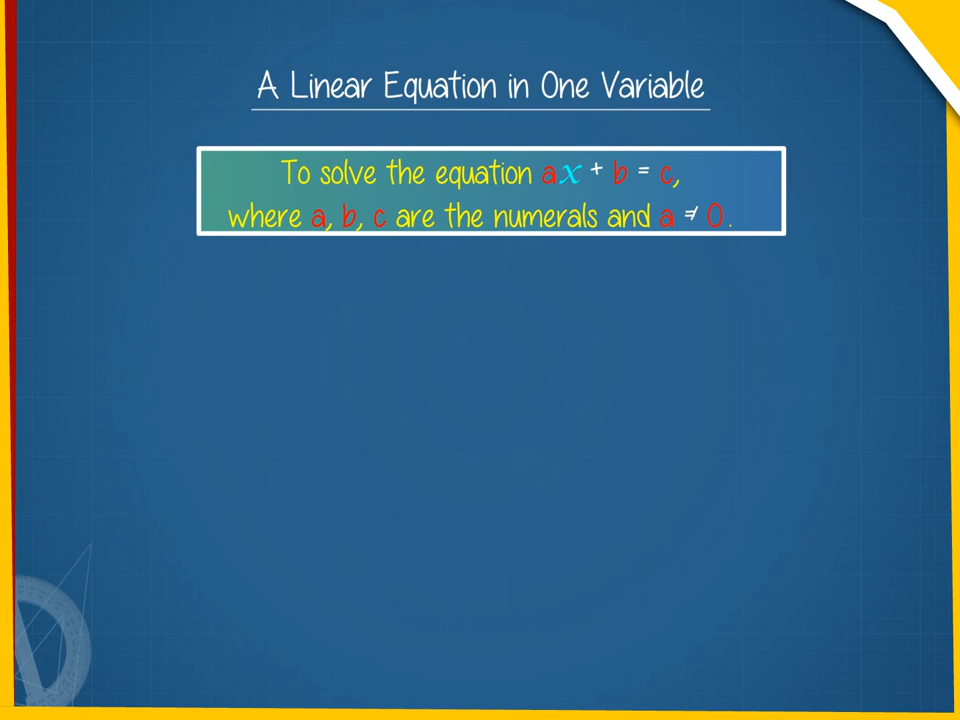 A Linear Equation in One Variable
To solve the equation ax + b = c,
where a, b, c are the numerals and a ≠ 0.